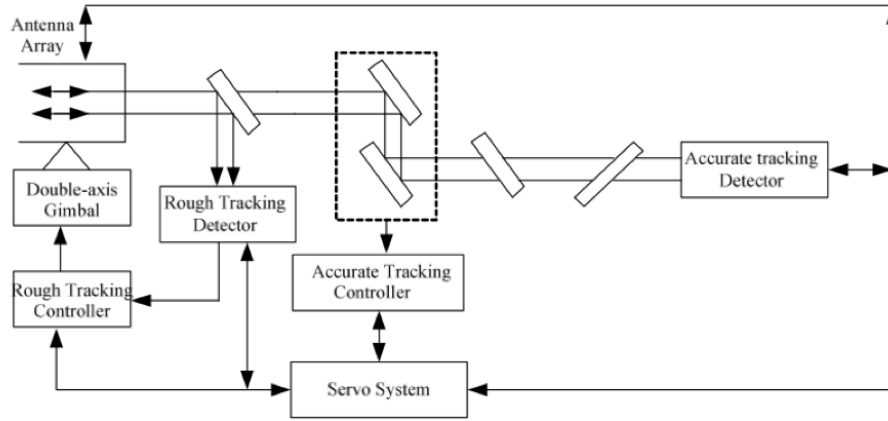 Antenna
Array
Double-axis
Gimbal
Rough Tracking
Detector
Accurate tracking
Detector
Rough Tracking
Controller
Accurate Tracking
Controller
Servo System